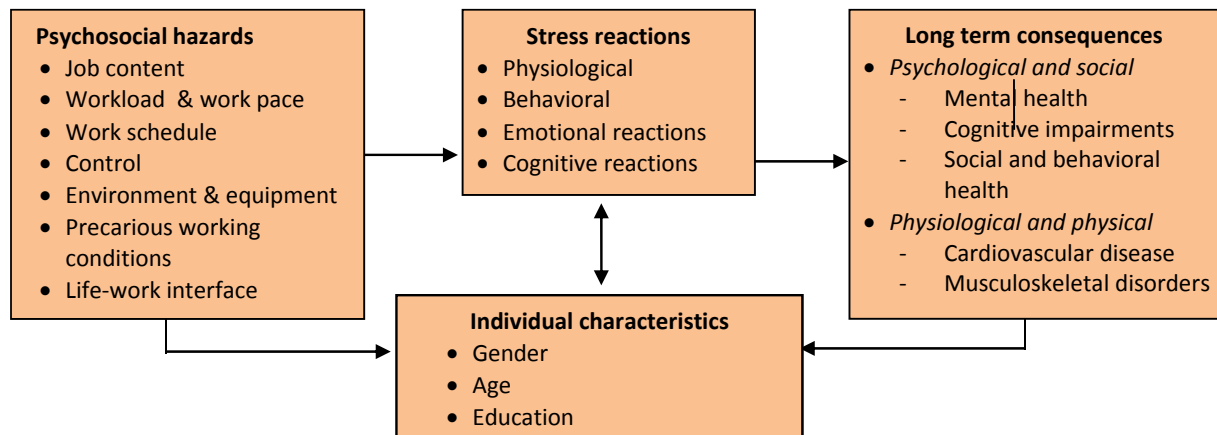 Psychosocial hazards
• Job content
• Workload & work pace
• Work schedule
• Control
• Environment & equipment
• Precarious working
conditions
• Life-work interface
Stress reactions
• Physiological
• Behavioral
• Emotional reactions
• Cognitive reactions
Long term consequences
• Psychological and social
- Mental health
- Cognitive impairments
- Social and behavioral
health
• Physiological and physical
- Cardiovascular disease
- Musculoskeletal disorders
Individual characteristics
• Gender
• Age
• Education